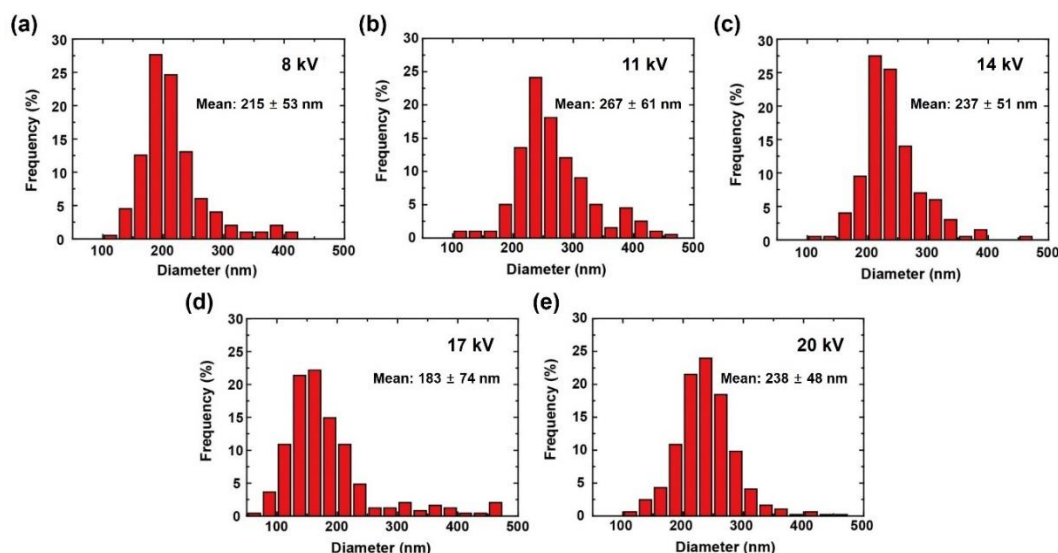 (a)
30
25
20
15
10
5
0
Frequency (%)
8 kV
Mean: 215 ± 53 nm
100 200 300 400 500
Diameter (nm)
(b)
30
25
20
15
10
5
0
Frequency (%)
11 kV
Mean: 267 ± 61 nm
100 200 300 400 500
Diameter (nm)
(c)
30
25
20
15
10
5
0
Frequency (%)
14 kV
Mean: 237 ± 51 nm
100 200 300 400 500
Diameter (nm)
(d)
30
25
20
15
10
5
0
Frequency (%)
17 kV
Mean: 183 ± 74 nm
100 200 300 400 500
Diameter (nm)
(e)
30
25
20
15
10
5
0
Frequency (%)
20 kV
Mean: 238 ± 48 nm
100 200 300 400 500
Diameter (nm)